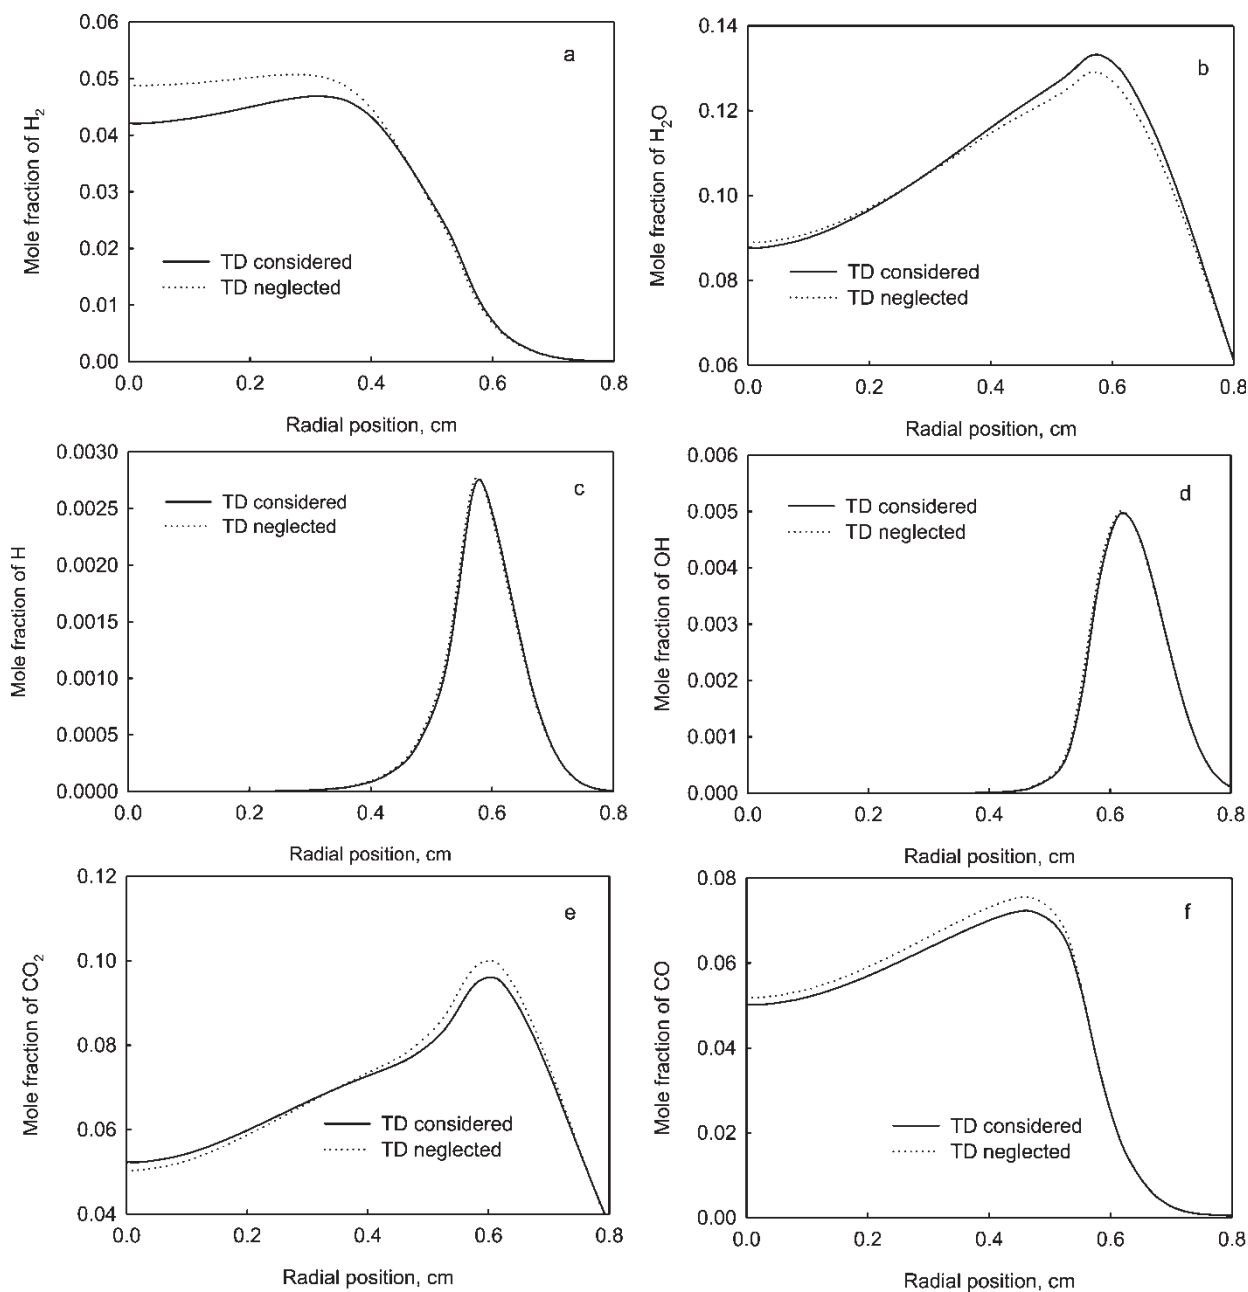 a
0.06
0.05
0.04
0.03
0.02
0.01
0.00
Mole fraction of H₂
TD considered
TD neglected
0.0 0.2 0.4 0.6 0.8
Radial position, cm
b
0.14
0.12
0.10
0.08
0.06
Mole fraction of H₂O
TD considered
TD neglected
0.0 0.2 0.4 0.6 0.8
Radial position, cm
c
0.0030
0.0025
0.0020
0.0015
0.0010
0.0005
0.0000
Mole fraction of H
TD considered
TD neglected
0.0 0.2 0.4 0.6 0.8
Radial position, cm
d
0.006
0.005
0.004
0.003
0.002
0.001
0.000
Mole fraction of OH
TD considered
TD neglected
0.0 0.2 0.4 0.6 0.8
Radial position, cm
e
0.12
0.10
0.08
0.06
0.04
Mole fraction of CO₂
TD considered
TD neglected
0.0 0.2 0.4 0.6 0.8
Radial position, cm
f
0.08
0.06
0.04
0.02
0.00
Mole fraction of CO
TD considered
TD neglected
0.0 0.2 0.4 0.6 0.8
Radial position, cm